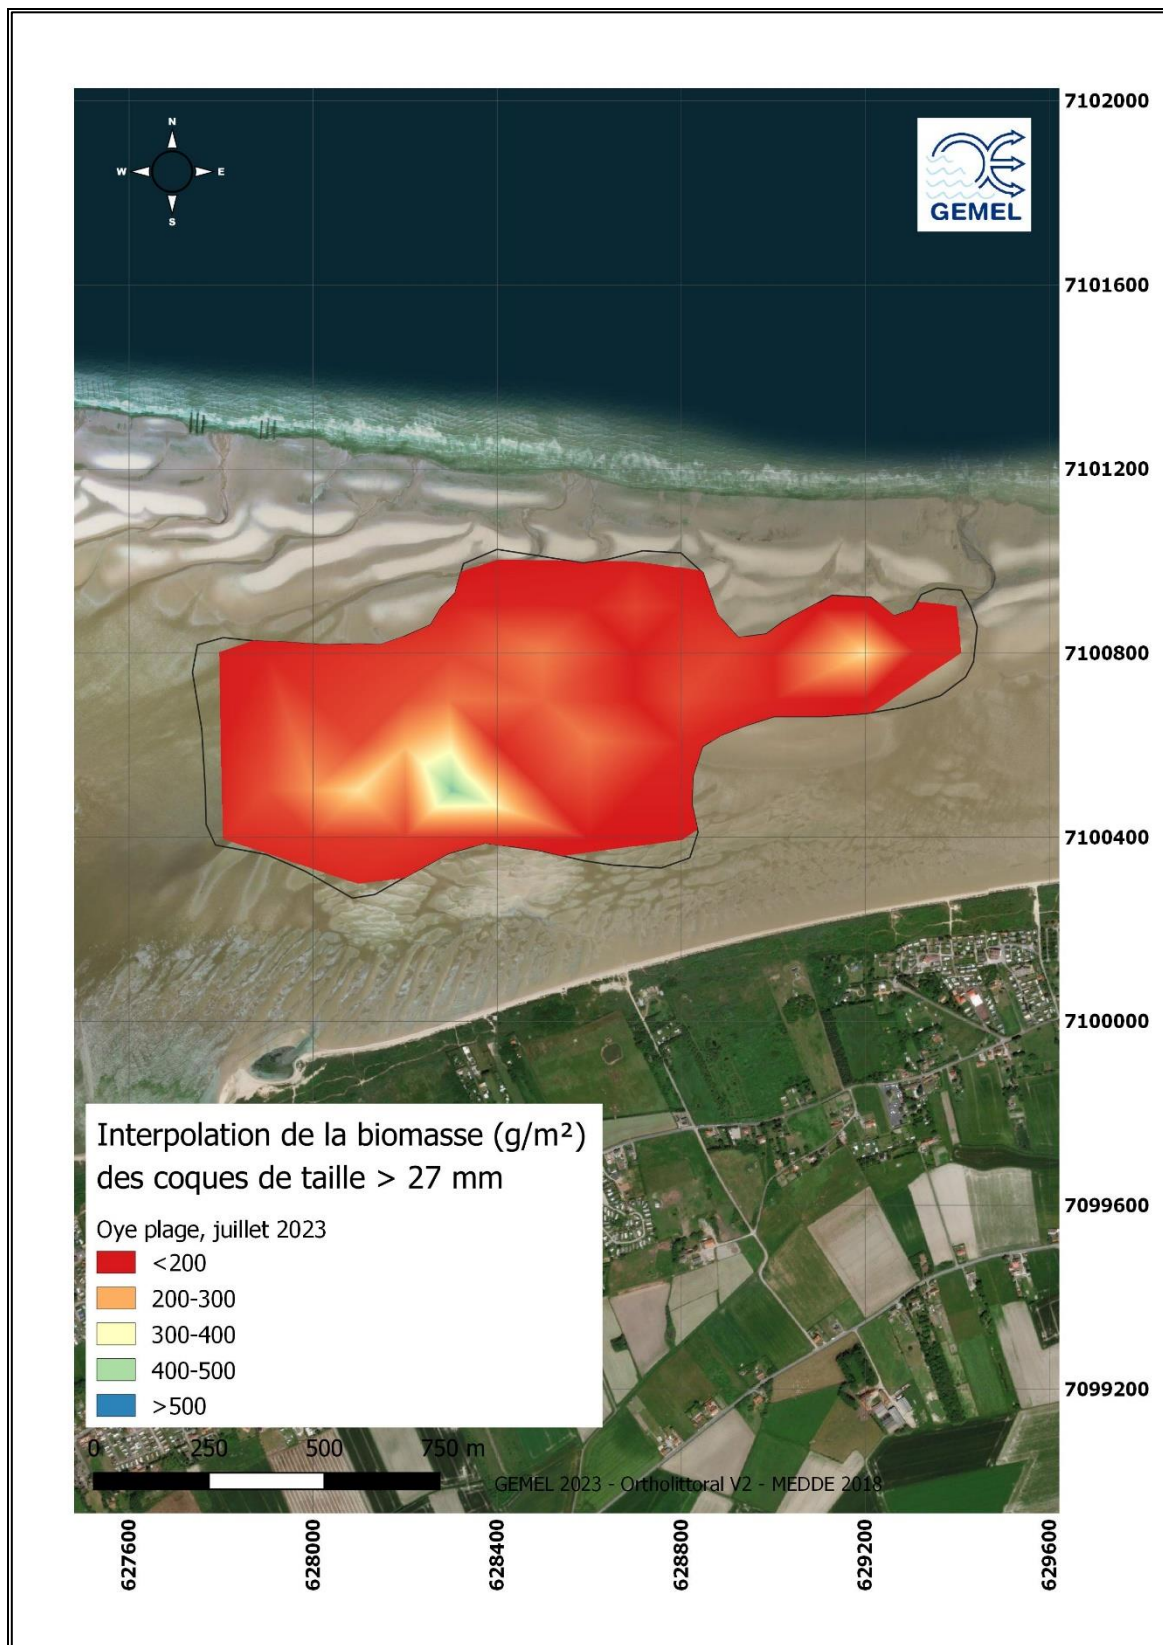 7102000
N
W
E
S
GEMEL
7101600
7101200
7100800
7100400
7100000
Interpolation de la biomasse (g/m²)
des coques de taille > 27 mm
Oye plage, juillet 2023
<200
200-300
300-400
400-500
>500
7099600
7099200
0 250 500 750 m
GEMEL 2023 - Ortholittoral V2 - MEDDE 2018
627600 628000 628400 628800 629200 629600